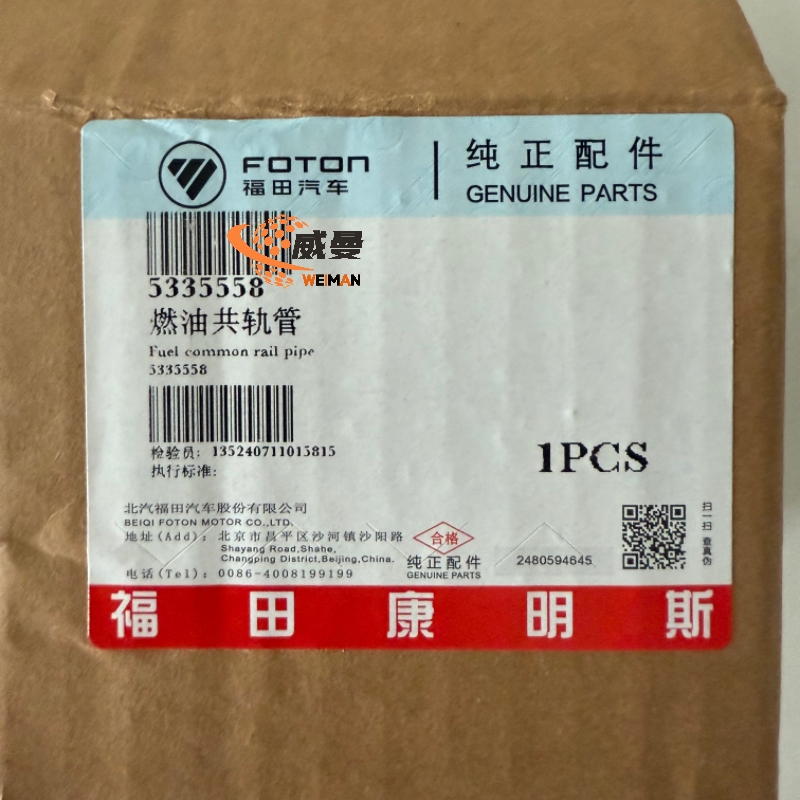 FOTON
福田汽车
纯正配件
GENUINE PARTS
威曼
WEIMAN
5335558
燃油共轨管
Fuel common rail pipe
5335558
检验员: 135240711015815
执行标准:
1PCS
北汽福田汽车股份有限公司
BEIQI FOTON MOTOR CO.,LTD.
地址(Add): 北京市昌平区沙河镇沙阳路
Shayang Road,Shahe,
Changping District,Beijing,China.
电话(Tel): 0086-4008199199
合格
纯正配件
GENUINE PARTS
2480594645
扫一扫 查真伪
福田康明斯